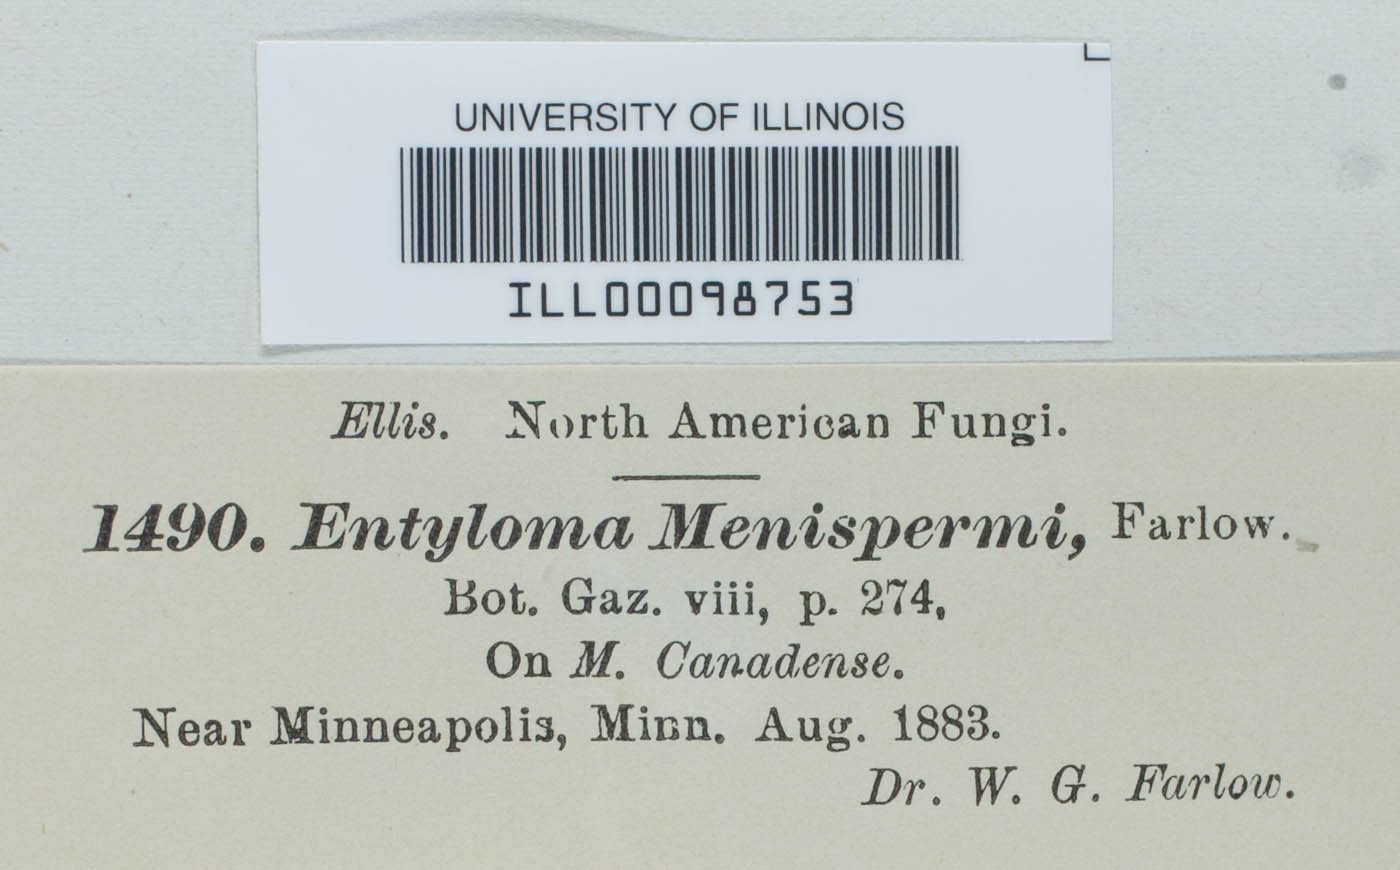 UNIVERSITY OF ILLINOIS
ILL00098753
Ellis. North American Fungi.
1490. Entyloma Menispermi, Farlow.
Bot. Gaz. viii, p. 274,
On M. Canadense.
Near Minneapolis, Minn. Aug. 1883.
Dr. W. G. Farlow.